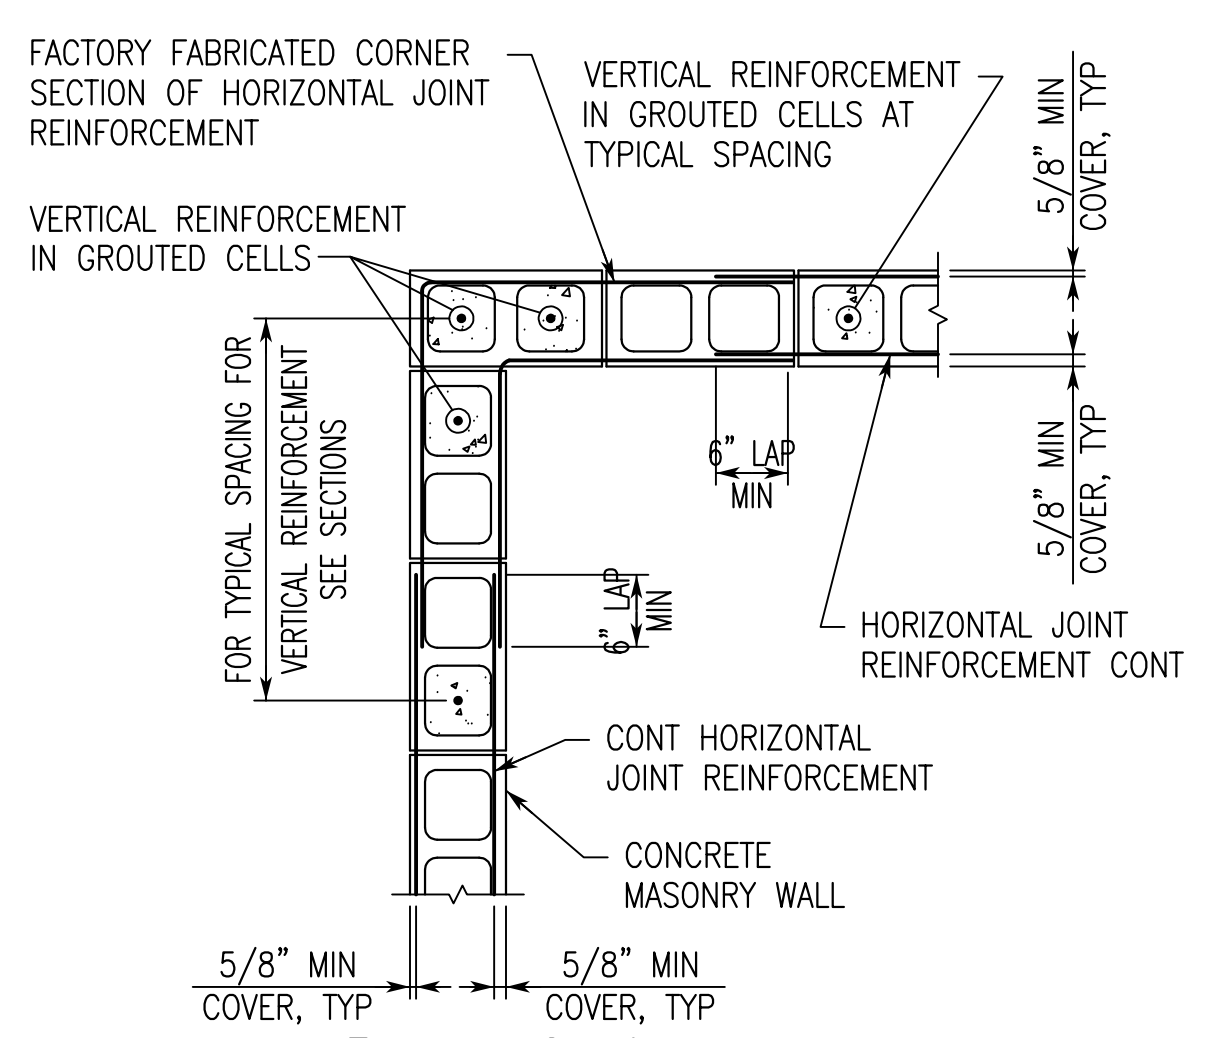 FACTORY FABRICATED CORNER
SECTION OF HORIZONTAL JOINT
REINFORCEMENT
VERTICAL REINFORCEMENT
IN GROUTED CELLS AT
TYPICAL SPACING
5/8" MIN
COVER, TYP
VERTICAL REINFORCEMENT
IN GROUTED CELLS
FOR TYPICAL SPACING FOR
VERTICAL REINFORCEMENT
SEE SECTIONS
6" LAP
MIN
5/8" MIN
COVER, TYP
6" LAP
MIN
HORIZONTAL JOINT
REINFORCEMENT CONT
CONT HORIZONTAL
JOINT REINFORCEMENT
CONCRETE
MASONRY WALL
5/8" MIN
COVER, TYP
5/8" MIN
COVER, TYP